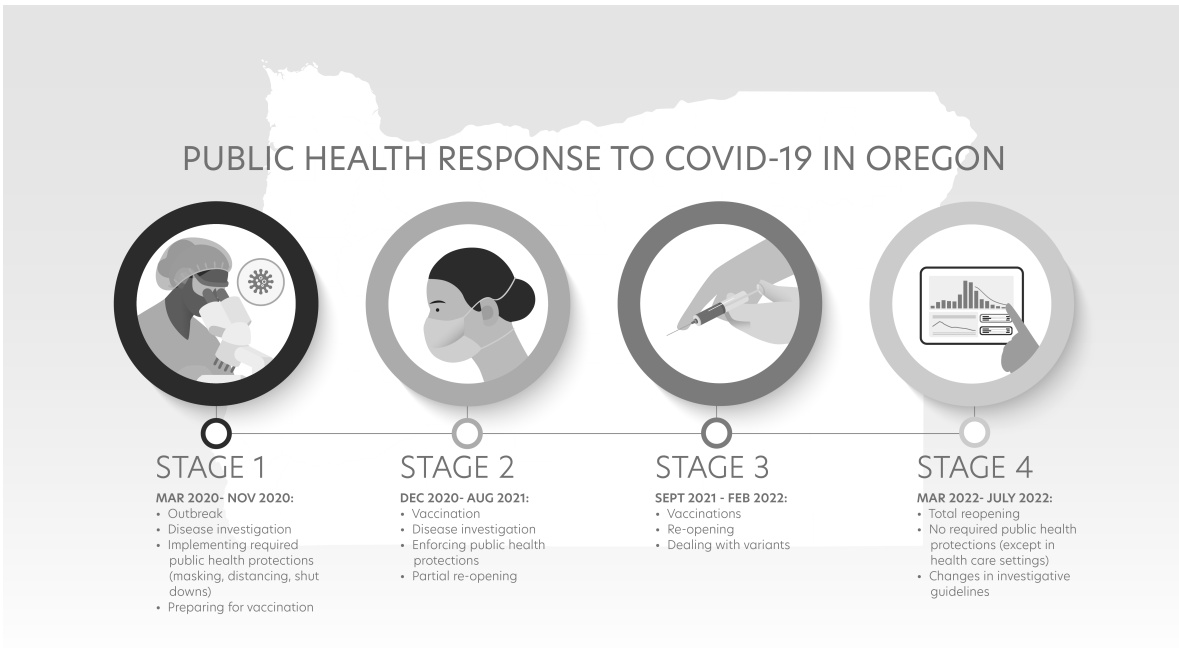 PUBLIC HEALTH RESPONSE TO COVID-19 IN OREGON
STAGE 1
MAR 2020- NOV 2020:
• Outbreak
• Disease investigation
• Implementing required
public health protections
(masking, distancing, shut
downs)
• Preparing for vaccination
STAGE 2
DEC 2020- AUG 2021:
• Vaccination
• Disease investigation
• Enforcing public health
protections
• Partial re-opening
STAGE 3
SEPT 2021 - FEB 2022:
• Vaccinations
• Re-opening
• Dealing with variants
STAGE 4
MAR 2022- JULY 2022:
• Total reopening
• No required public health
protections (except in
health care settings)
• Changes in investigative
guidelines